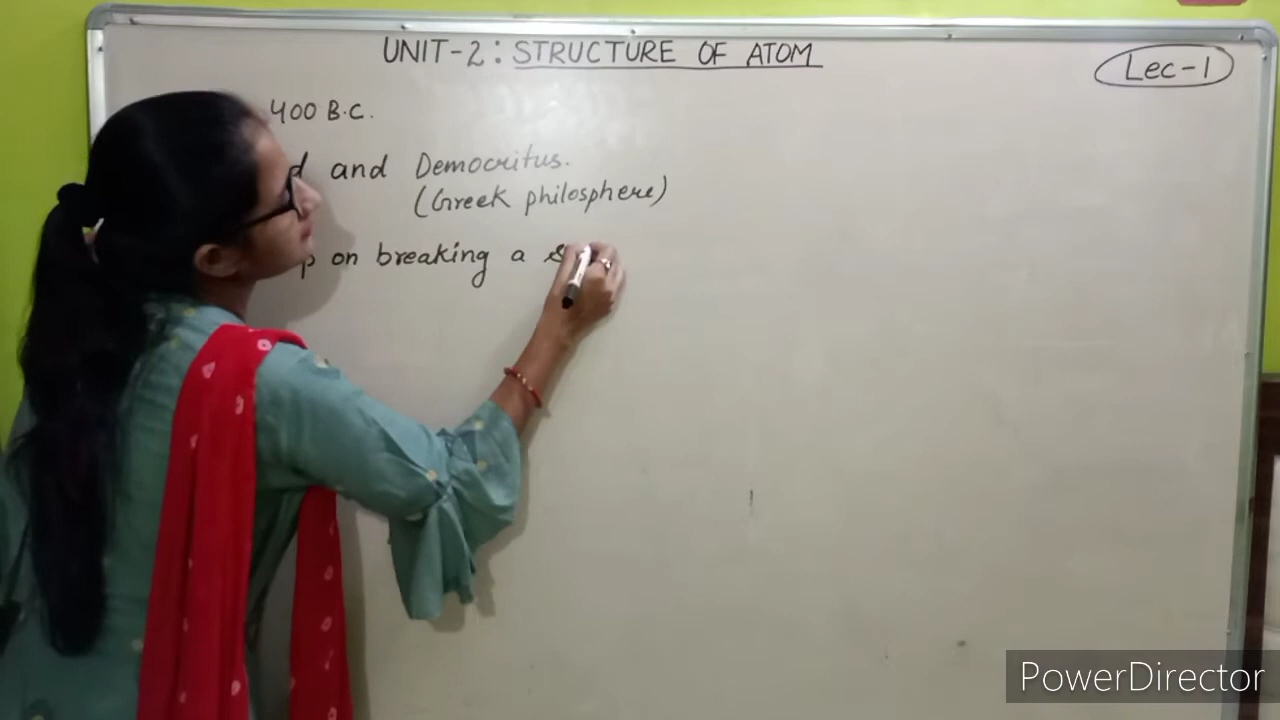 UNIT-2: STRUCTURE OF ATOM
Lec-1
400 B.C.
and Democritus.
(Greek philosphere)
on breaking a
PowerDirector